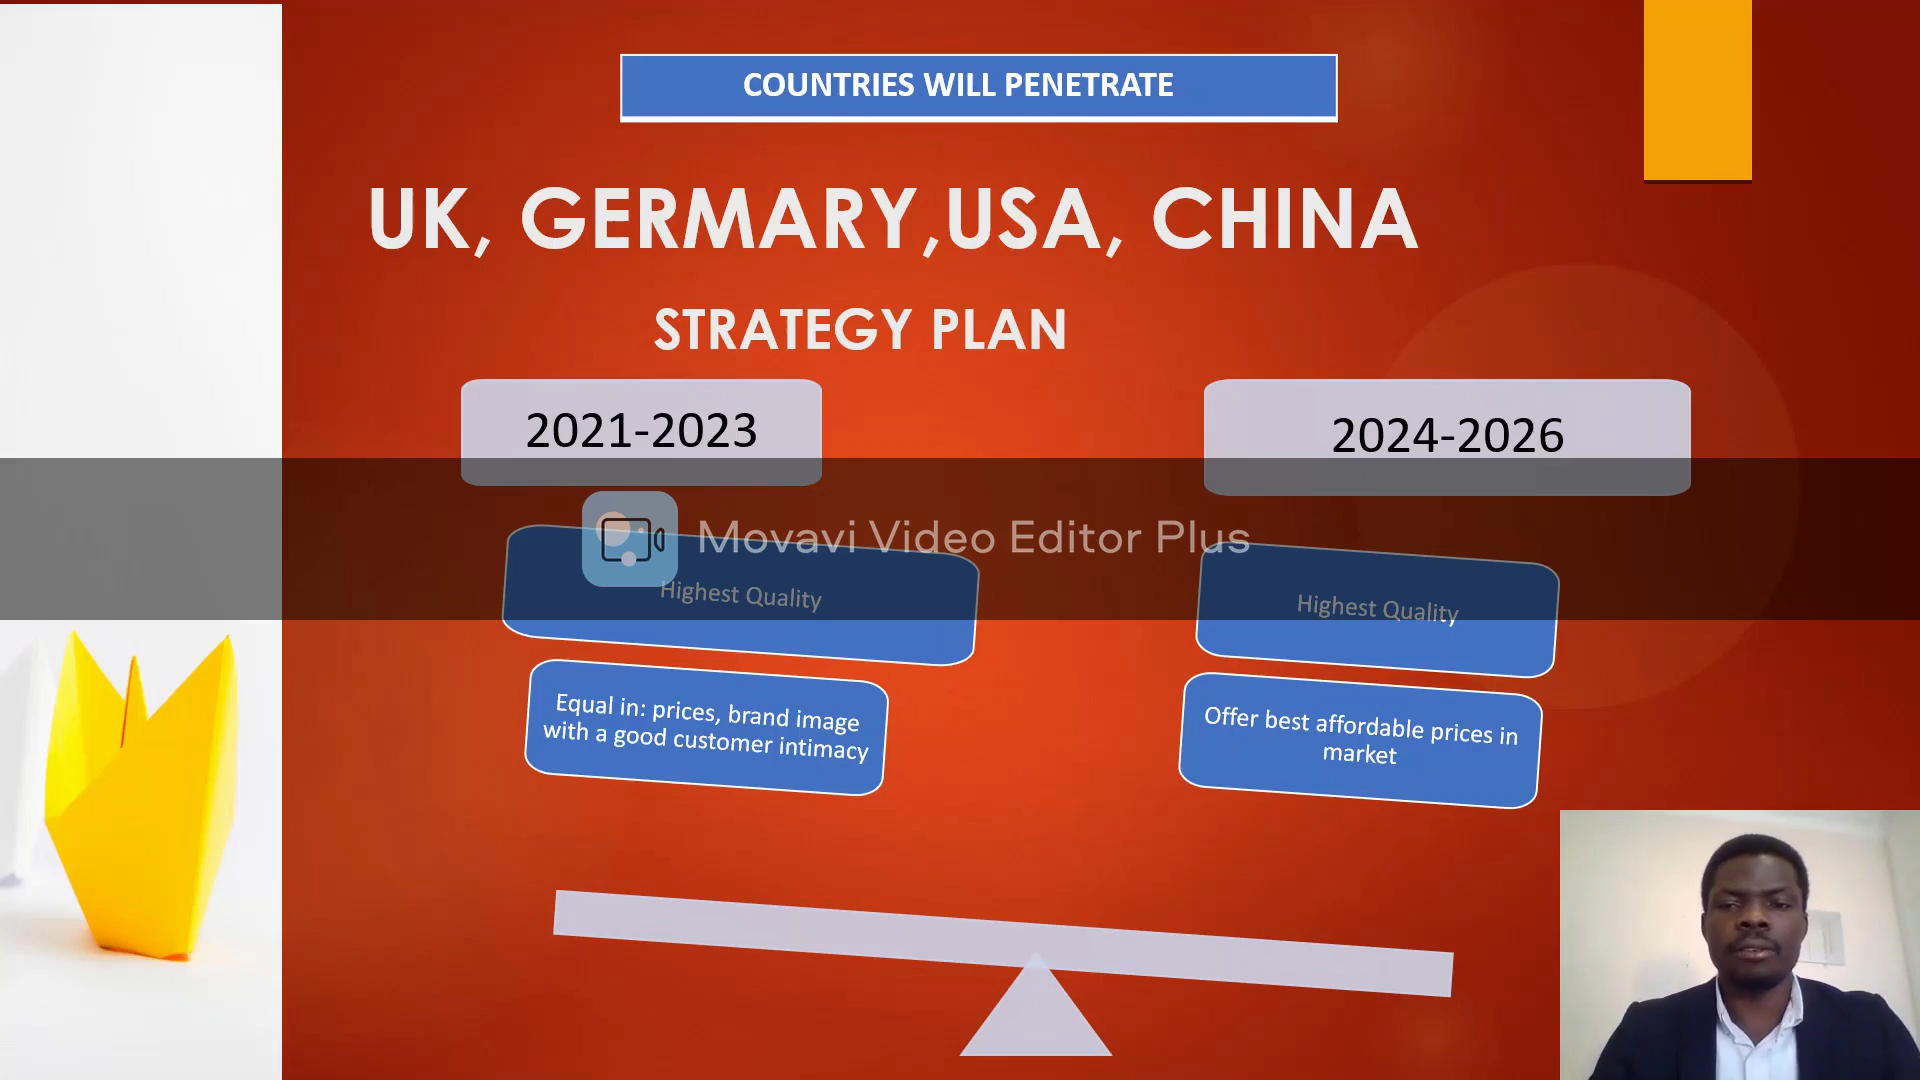 COUNTRIES WILL PENETRATE
UK, GERMARY,USA, CHINA
STRATEGY PLAN
2021-2023
2024-2026
Movavi Video Editor Plus
Highest Quality
Highest Quality
Equal in: prices, brand image
with a good customer intimacy
Offer best affordable prices in
market